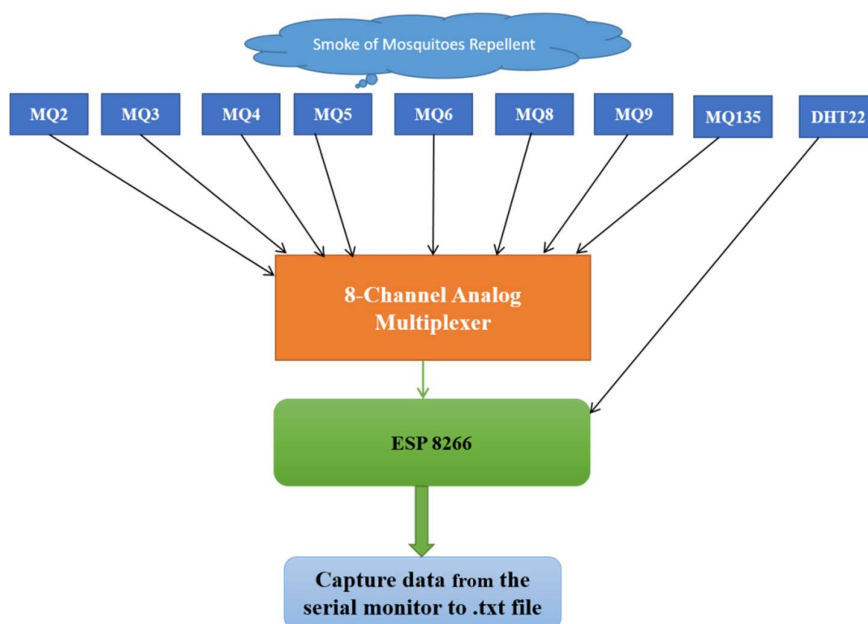 Smoke of Mosquitoes Repellent
MQ2
MQ3
MQ4
MQ5
MQ6
MQ8
MQ9
MQ135
DHT22
8-Channel Analog
Multiplexer
ESP 8266
Capture data from the
serial monitor to .txt file